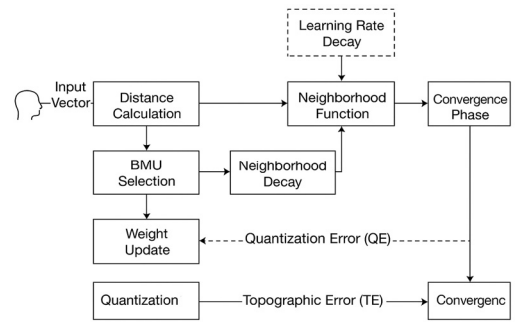 Learning Rate
Decay
Input
Vector
Distance
Calculation
Neighborhood
Function
Convergence
Phase
BMU
Selection
Neighborhood
Decay
Weight
Update
Quantization Error (QE)
Quantization
Topographic Error (TE)
Convergenc